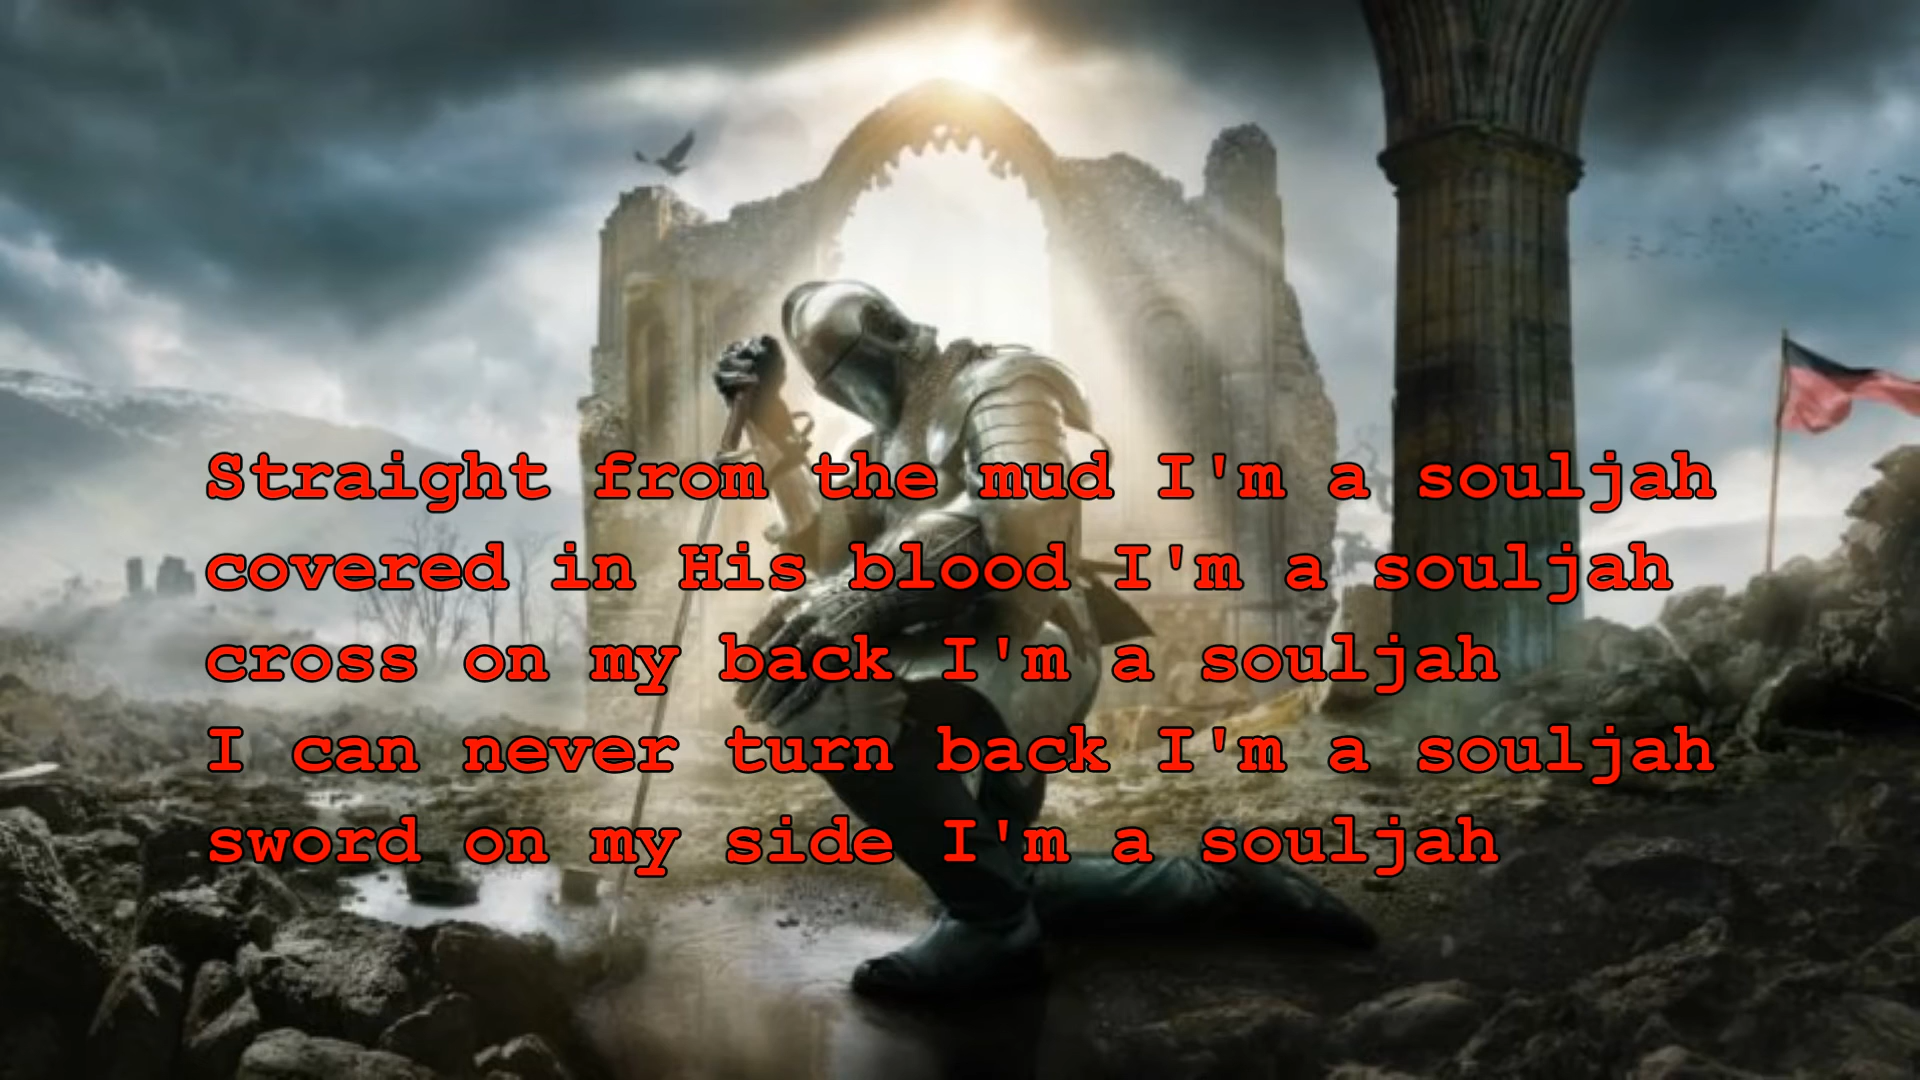 Straight from the mud I'm a souljah
covered in His blood I'm a souljah
cross on my back I'm a souljah
I can never turn back I'm a souljah
sword on my side I'm a souljah